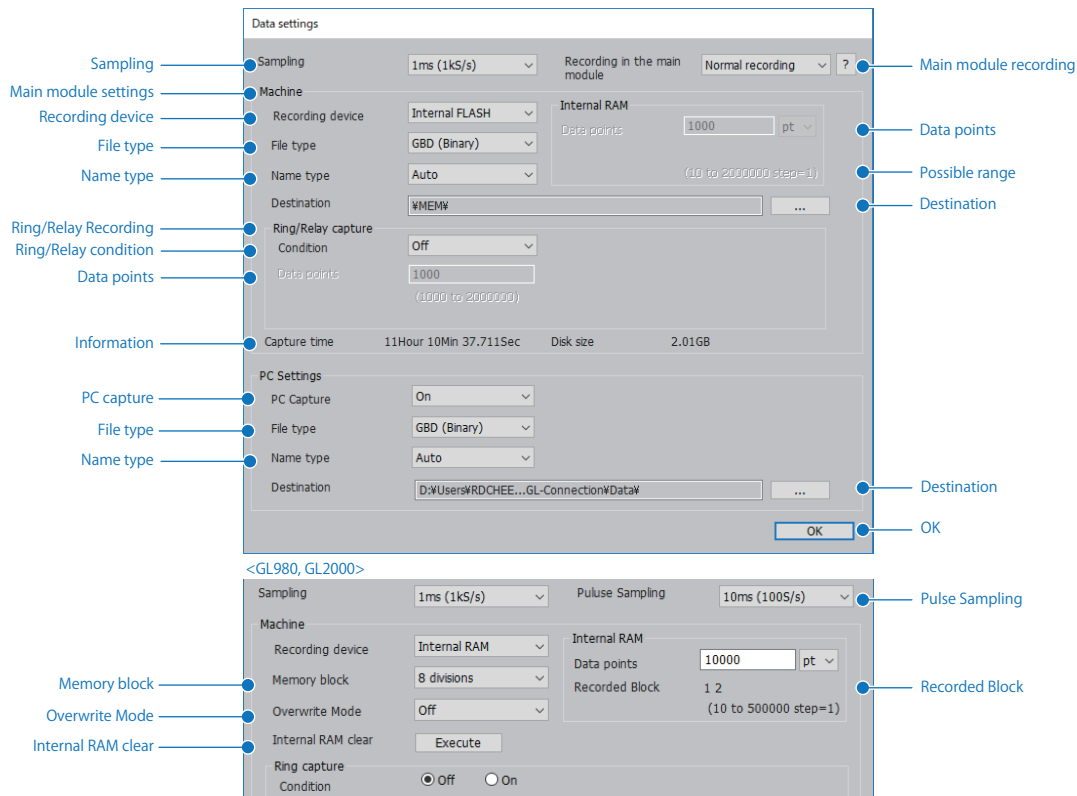 Data settings
Sampling Sampling 1ms (1kS/s) Recording in the main module Normal recording ? Main module recording
Main module settings Machine
Recording device Recording device Internal FLASH Internal RAM
Data points 1000 pt Data points
File type File type GBD (Binary)
Name type Name type Auto (10 to 2000000 step=1) Possible range
Destination ¥MEM¥ ... Destination
Ring/Relay Recording Ring/Relay capture
Ring/Relay condition Condition Off
Data points Data points 1000
(1000 to 2000000)
Information Capture time 11Hour 10Min 37.711Sec Disk size 2.01GB
PC Settings
PC capture PC Capture On
File type File type GBD (Binary)
Name type Name type Auto
Destination D:¥Users¥RDCHEE...GL-Connection¥Data¥ ... Destination
OK OK
<GL980, GL2000>
Sampling 1ms (1kS/s) Puluse Sampling 10ms (100S/s) Pulse Sampling
Machine
Recording device Internal RAM Internal RAM
Data points 10000 pt
Memory block Memory block 8 divisions Recorded Block 1 2 Recorded Block
Overwrite Mode Overwrite Mode Off (10 to 500000 step=1)
Internal RAM clear Internal RAM clear Execute
Ring capture
Condition Off On